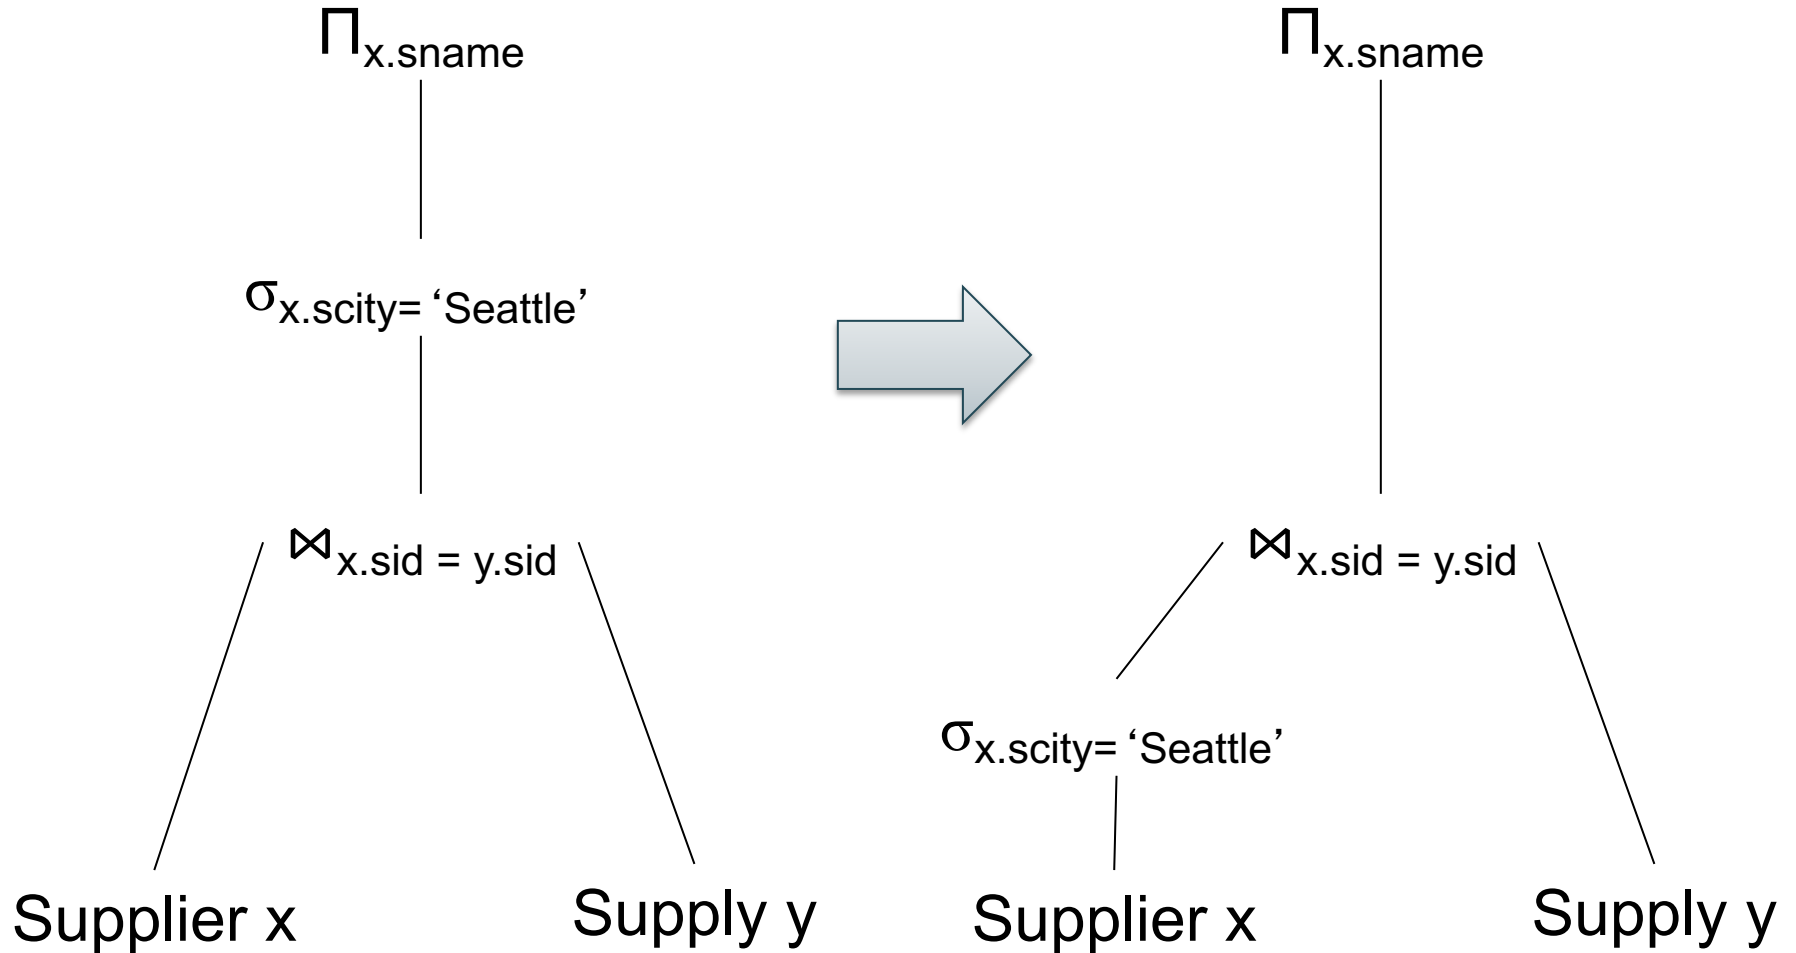 Π x.sname
σ x.scity= ‘Seattle’
⋈ x.sid = y.sid
Supplier x
Supply y
Π x.sname
⋈ x.sid = y.sid
σ x.scity= ‘Seattle’
Supplier x
Supply y